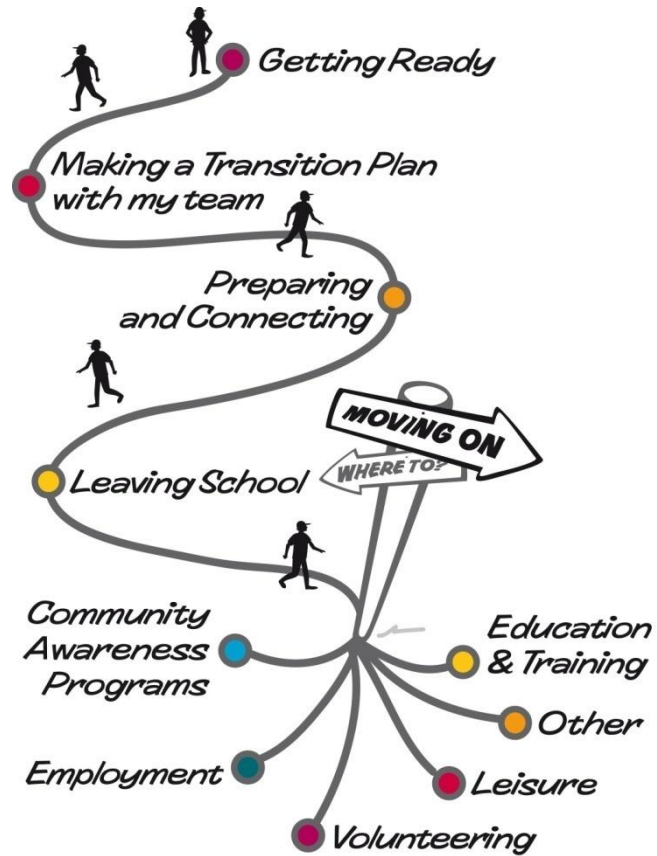 Getting Ready
Making a Transition Plan
with my team
Preparing
and Connecting
MOVING ON
WHERE TO?
Leaving School
Community
Awareness
Programs
Education
& Training
Other
Employment
Leisure
Volunteering